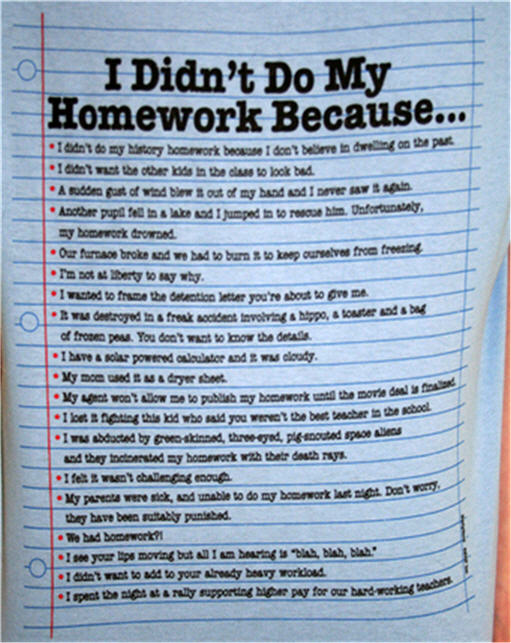 I Didn't Do My
Homework Because...
• I didn't do my history homework because I don't believe in dwelling on the past.
• I didn't want the other kids in the class to look bad.
• A sudden gust of wind blew it out of my hand and I never saw it again.
• Another pupil fell in a lake and I jumped in to rescue him. Unfortunately,
my homework drowned.
• Our furnace broke and we had to burn it to keep ourselves from freezing.
• I'm not at liberty to say why.
• I wanted to frame the detention letter you're about to give me.
• It was destroyed in a freak accident involving a hippo, a toaster and a bag
of frozen peas. You don't want to know the details.
• I have a solar powered calculator and it was cloudy.
• My mom used it as a dryer sheet.
• My agent won't allow me to publish my homework until the movie deal is finalized.
• I lost it fighting this kid who said you weren't the best teacher in the school.
• I was abducted by green-skinned, three-eyed, pig-snouted space aliens
and they incinerated my homework with their death rays.
• I felt it wasn't challenging enough.
• My parents were sick, and unable to do my homework last night. Don't worry,
they have been suitably punished.
• We had homework?!
• I see your lips moving but all I am hearing is "blah, blah, blah."
• I didn't want to add to your already heavy workload.
• I spent the night at a rally supporting higher pay for our hard-working teachers.